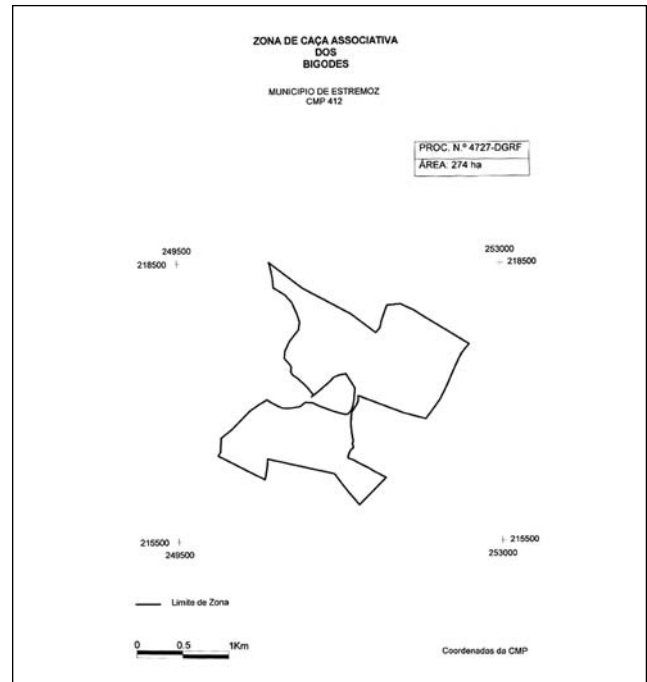 ZONA DE CAÇA ASSOCIATIVA
DOS
BIGODES
MUNICIPIO DE ESTREMOZ
CMP 412
PROC. N.º 4727-DGRF
ÁREA: 274 ha
249500
218500
253000
218500
215500
249500
215500
253000
Limite de Zona
0 0.5 1Km
Coordenadas da CMP